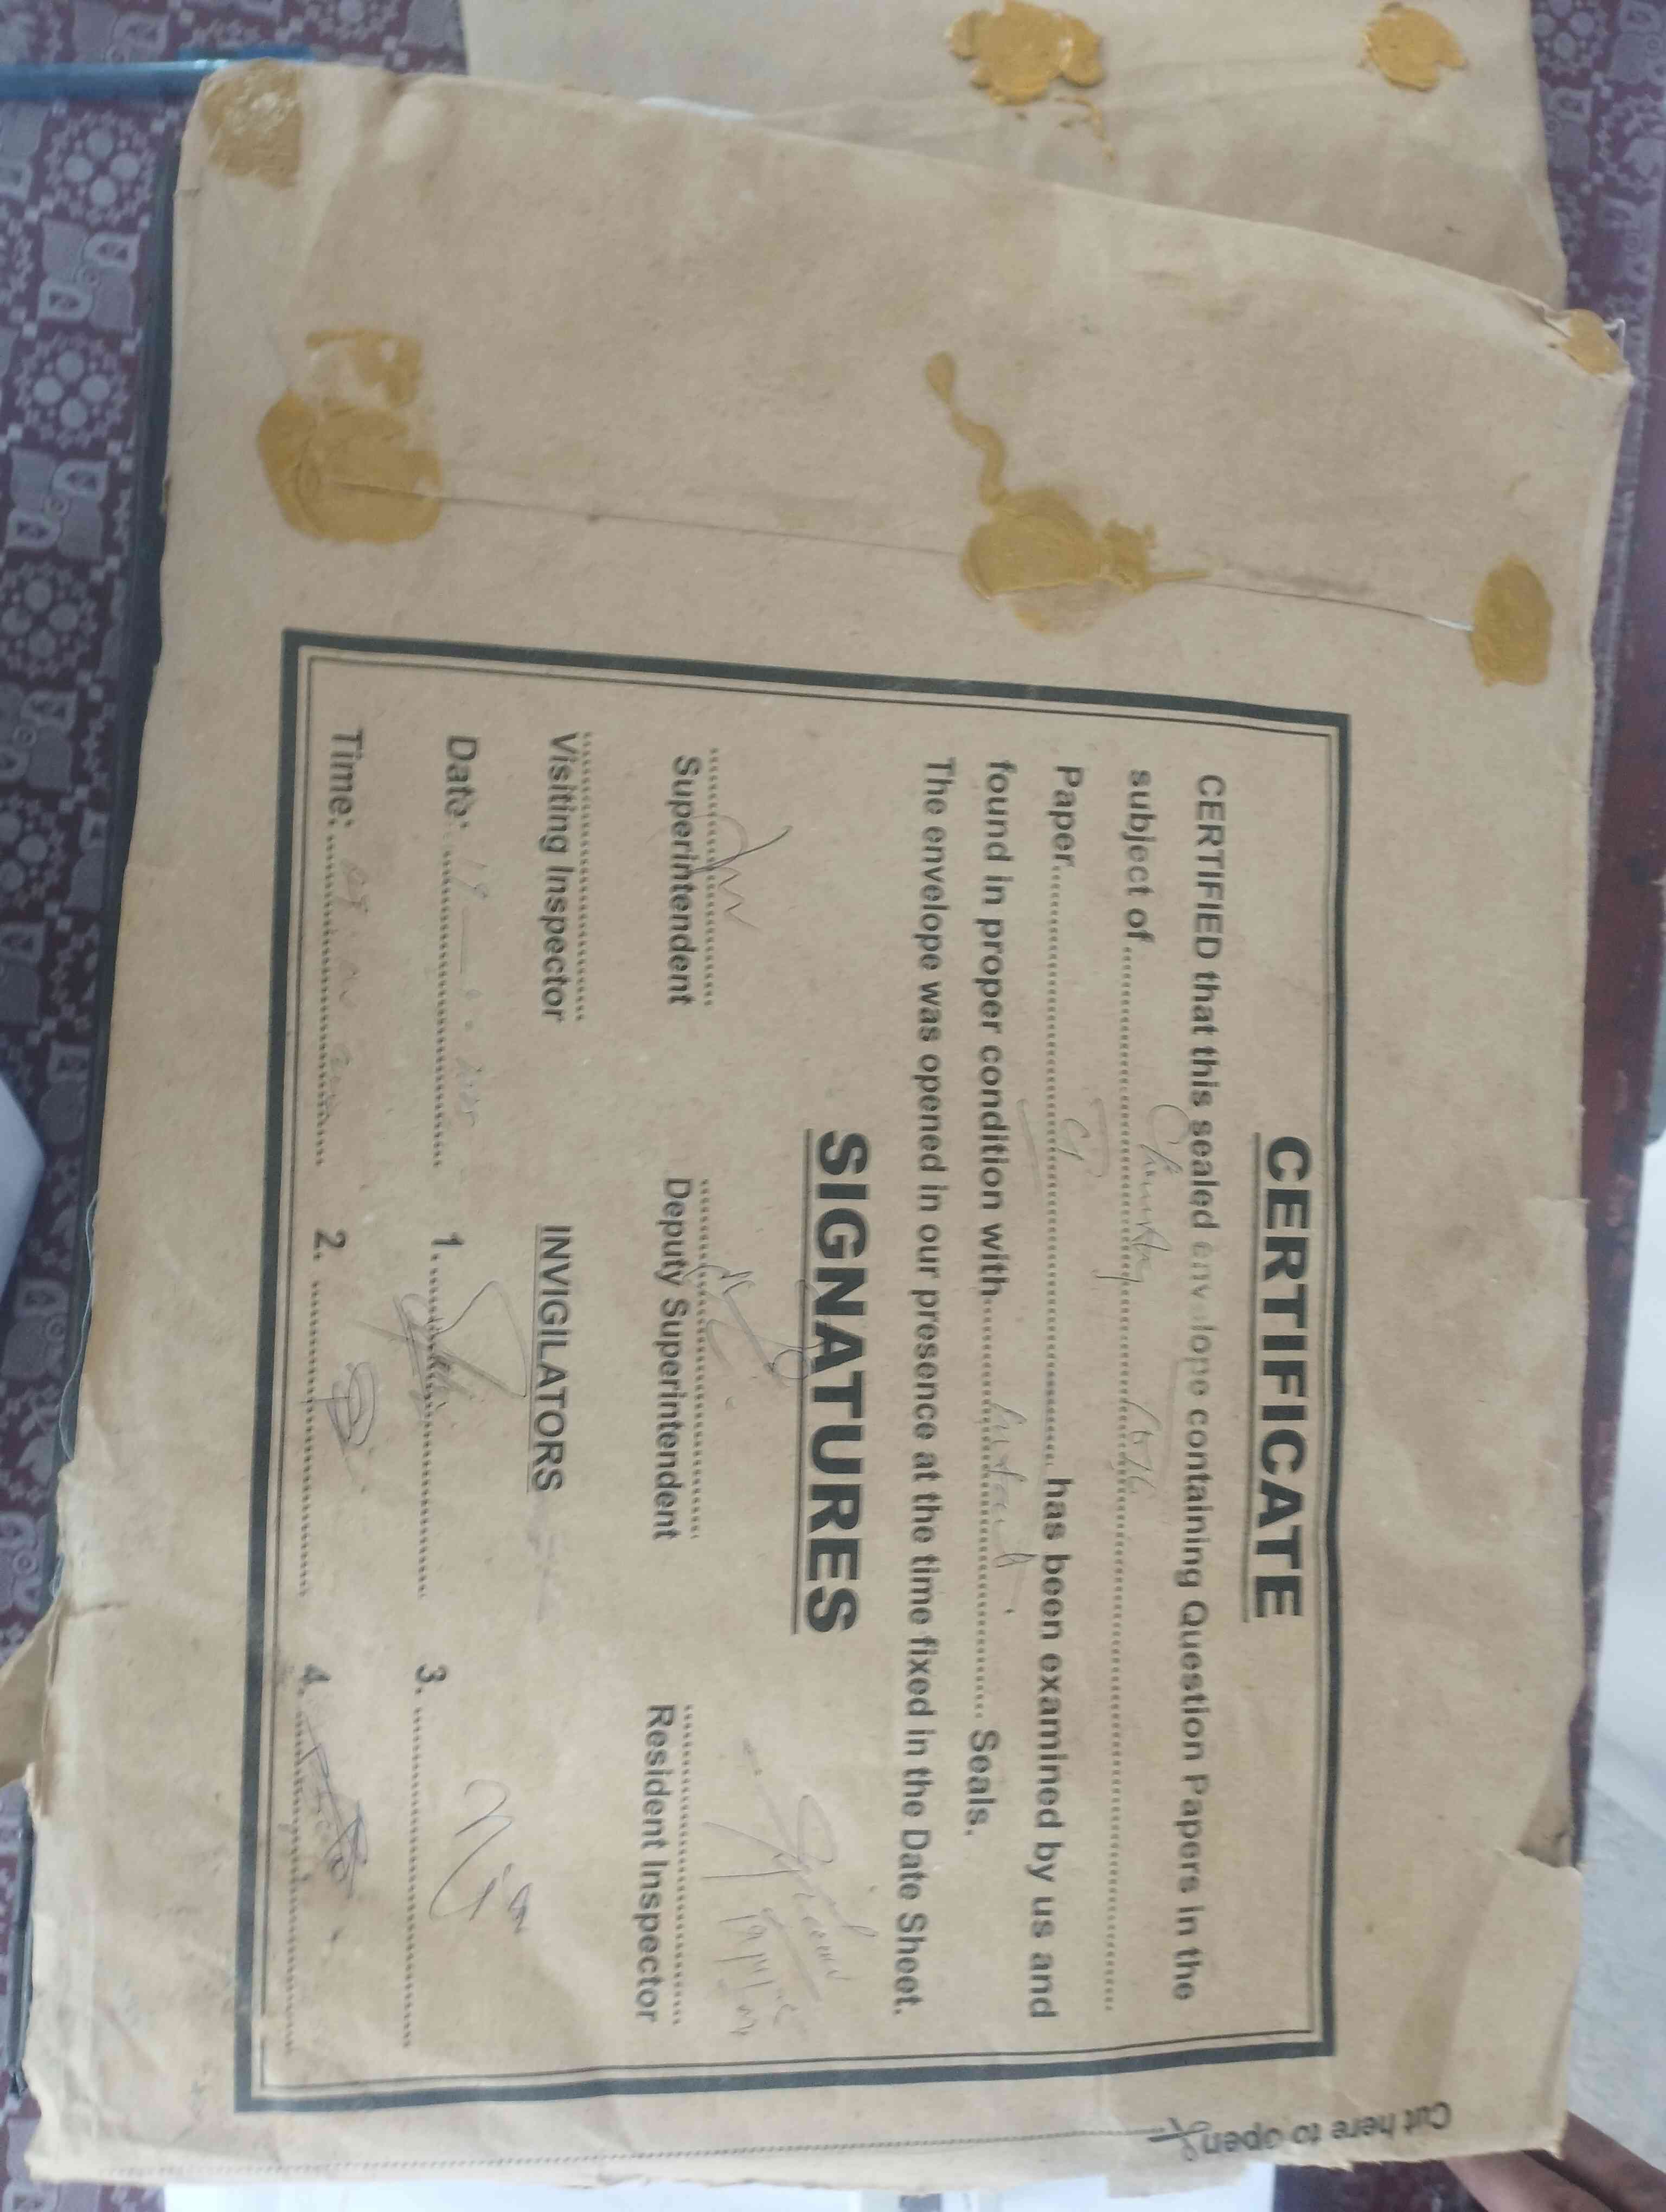 CERTIFICATE
CERTIFIED that this sealed envelope containing Question Papers in the
subject of.......... Chemistry
Paper.......... has been examined by us and
found in proper condition with.......... Seals.
The envelope was opened in our presence at the time fixed in the Date Sheet.
SIGNATURES
Superintendent Deputy Superintendent Resident Inspector
Visiting Inspector INVIGILATORS
Date: 1. 3.
Time: 2. 4.
Cut here to open